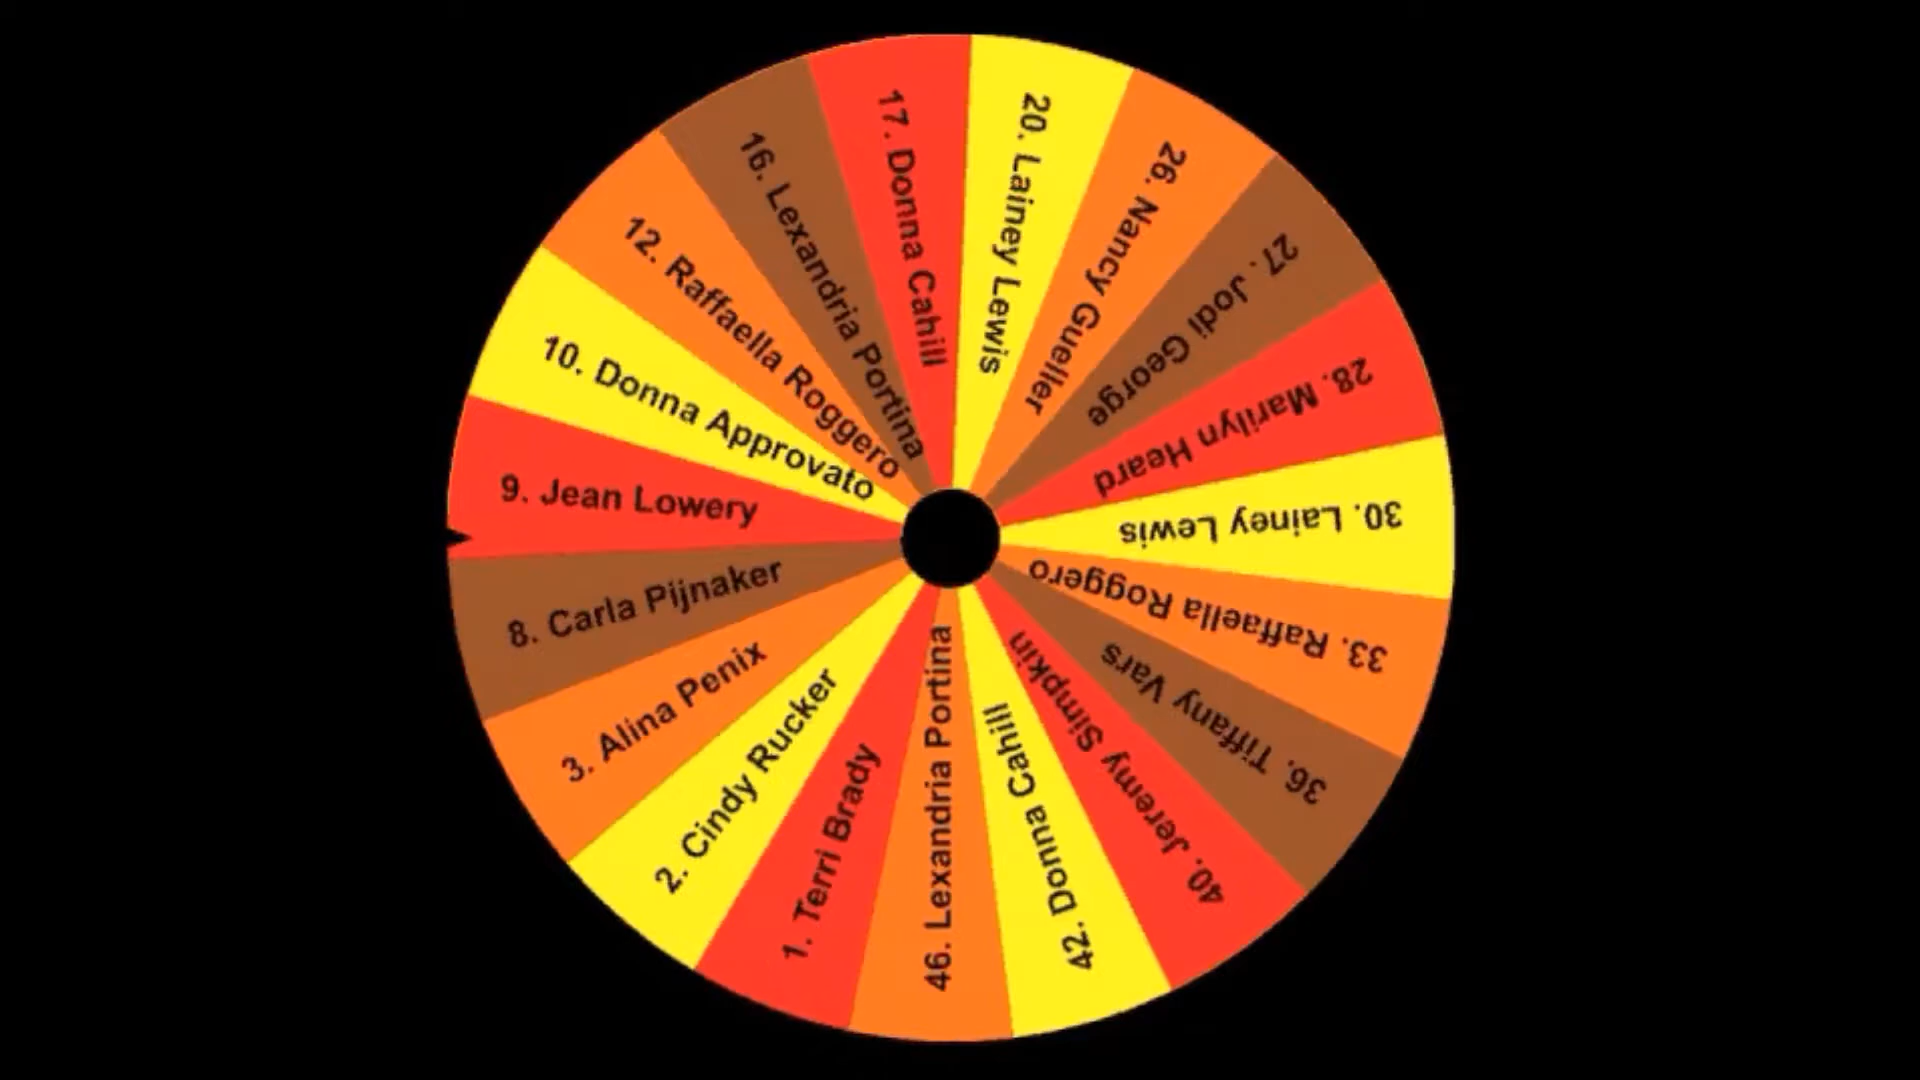 1. Terri Brady
2. Cindy Rucker
3. Alina Penix
8. Carla Pijnaker
9. Jean Lowery
10. Donna Approvato
12. Raffaella Roggero
16. Lexandria Portina
17. Donna Cahill
20. Lainey Lewis
26. Nancy Gueller
27. Jodi George
28. Marilyn Heard
30. Lainey Lewis
33. Raffaella Roggero
36. Tiffany Vars
40. Jeremy Simpkin
42. Donna Cahill
46. Lexandria Portina